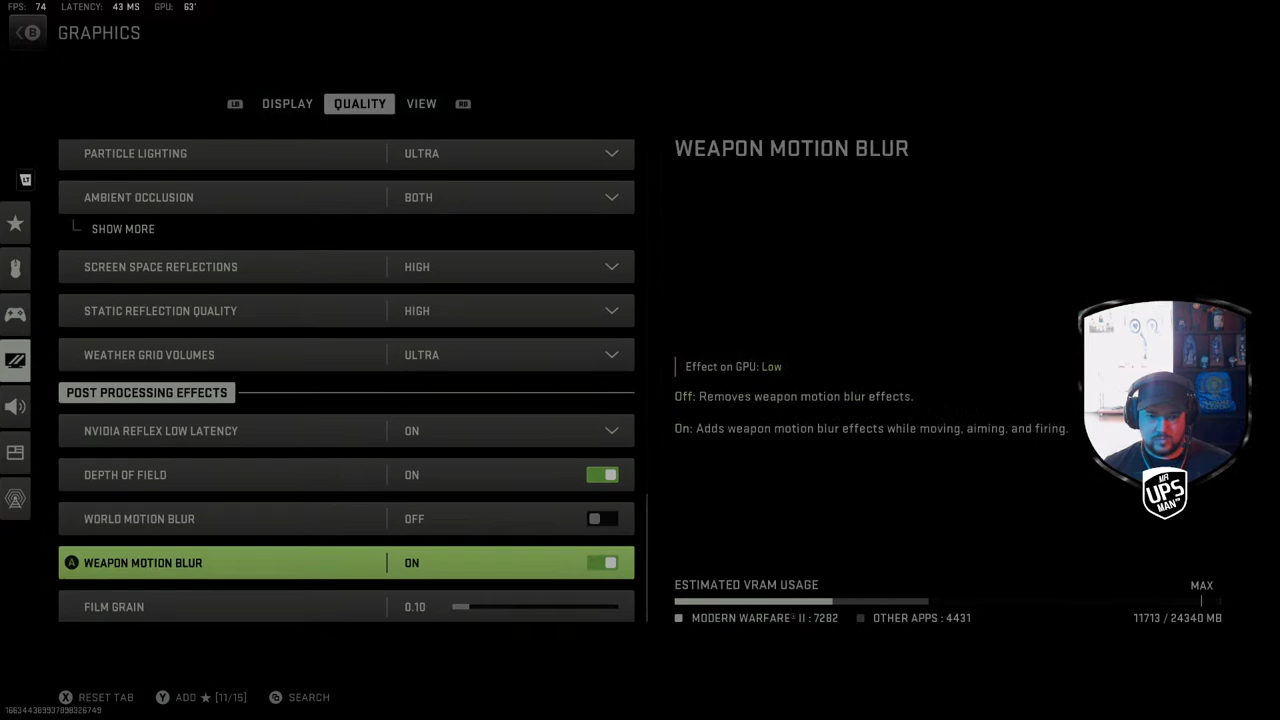 FPS: 74 LATENCY: 43 MS GPU: 63°
B GRAPHICS
LB DISPLAY QUALITY VIEW RB
PARTICLE LIGHTING ULTRA
LT
AMBIENT OCCLUSION BOTH
SHOW MORE
SCREEN SPACE REFLECTIONS HIGH
STATIC REFLECTION QUALITY HIGH
WEATHER GRID VOLUMES ULTRA
POST PROCESSING EFFECTS
NVIDIA REFLEX LOW LATENCY ON
DEPTH OF FIELD ON
WORLD MOTION BLUR OFF
A WEAPON MOTION BLUR ON
FILM GRAIN 0.10
WEAPON MOTION BLUR
Effect on GPU: Low
Off: Removes weapon motion blur effects.
On: Adds weapon motion blur effects while moving, aiming, and firing.
MR
UPS
MAN
ESTIMATED VRAM USAGE MAX
MODERN WARFARE® II : 7282 OTHER APPS : 4431 11713 / 24340 MB
X RESET TAB Y ADD ★ [11/15] SEARCH